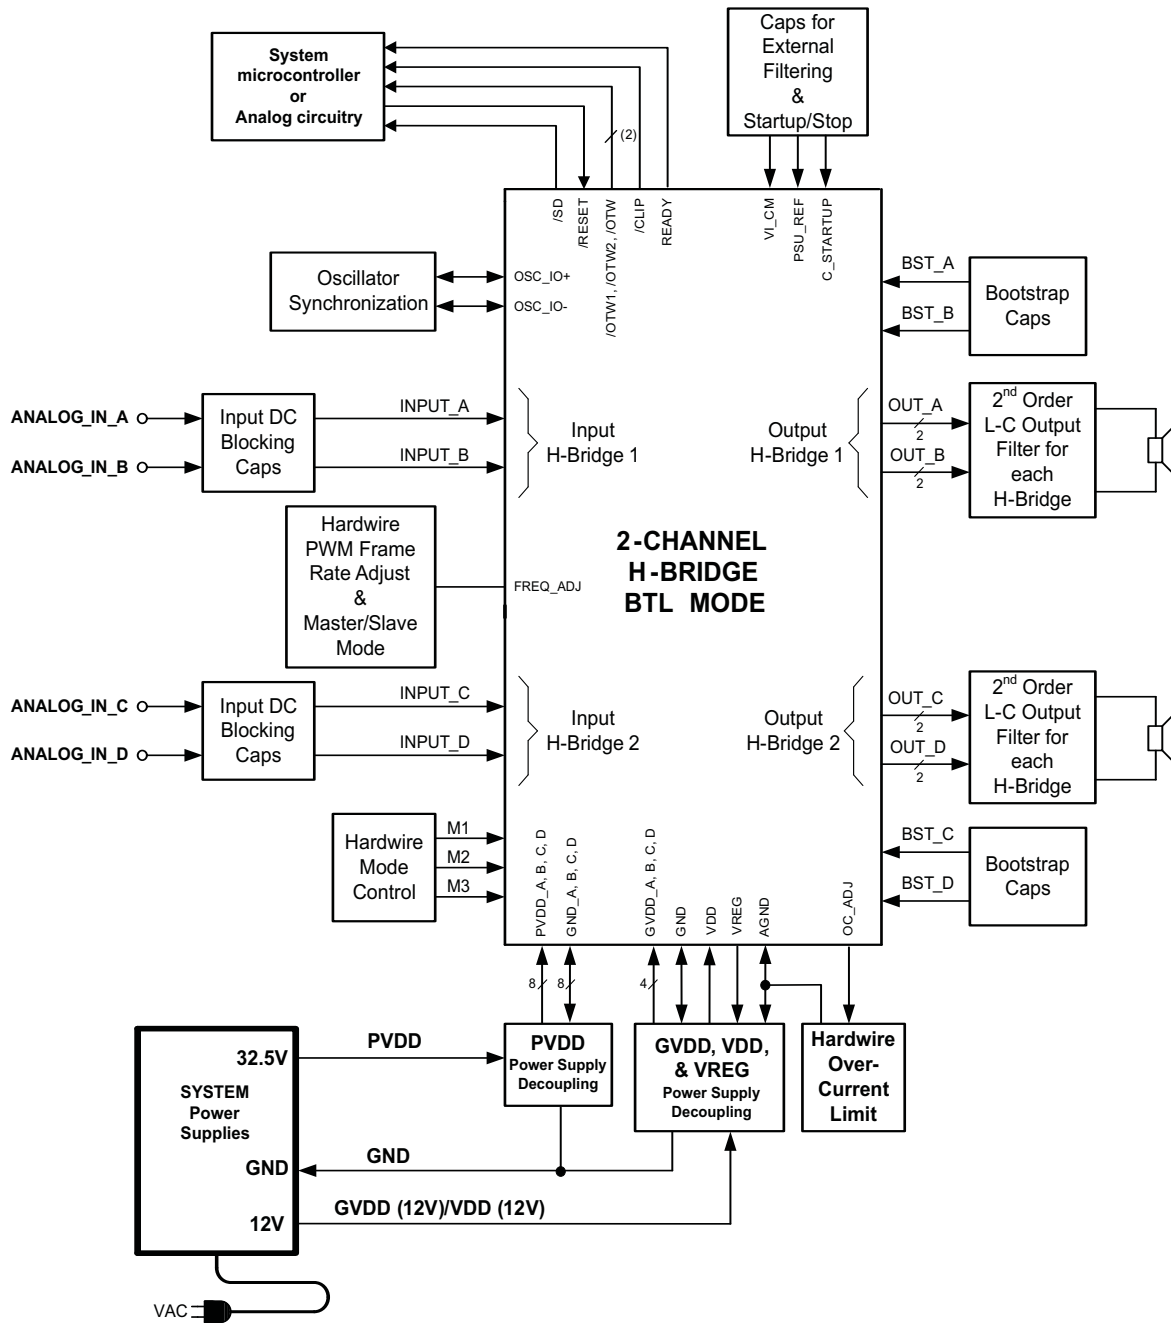 System
microcontroller
or
Analog circuitry
(2)
Caps for
External
Filtering
&
Startup/Stop
/SD
/RESET
/OTW1, /OTW2, /OTW
/CLIP
READY
VI_CM
PSU_REF
C_STARTUP
Oscillator
Synchronization
OSC_IO+
OSC_IO-
BST_A
BST_B
Bootstrap
Caps
ANALOG_IN_A
ANALOG_IN_B
Input DC
Blocking
Caps
INPUT_A
INPUT_B
Input
H-Bridge 1
Output
H-Bridge 1
OUT_A
2
OUT_B
2
2nd Order
L-C Output
Filter for
each
H-Bridge
Hardwire
PWM Frame
Rate Adjust
&
Master/Slave
Mode
FREQ_ADJ
2-CHANNEL
H-BRIDGE
BTL MODE
ANALOG_IN_C
ANALOG_IN_D
Input DC
Blocking
Caps
INPUT_C
INPUT_D
Input
H-Bridge 2
Output
H-Bridge 2
OUT_C
2
OUT_D
2
2nd Order
L-C Output
Filter for
each
H-Bridge
Hardwire
Mode
Control
M1
M2
M3
PVDD_A, B, C, D
GND_A, B, C, D
GVDD_A, B, C, D
GND
VDD
VREG
AGND
OC_ADJ
BST_C
BST_D
Bootstrap
Caps
8
8
4
PVDD
Power Supply
Decoupling
GVDD, VDD,
& VREG
Power Supply
Decoupling
Hardwire
Over-
Current
Limit
32.5V
PVDD
SYSTEM
Power
Supplies
GND
GND
12V
GVDD (12V)/VDD (12V)
VAC